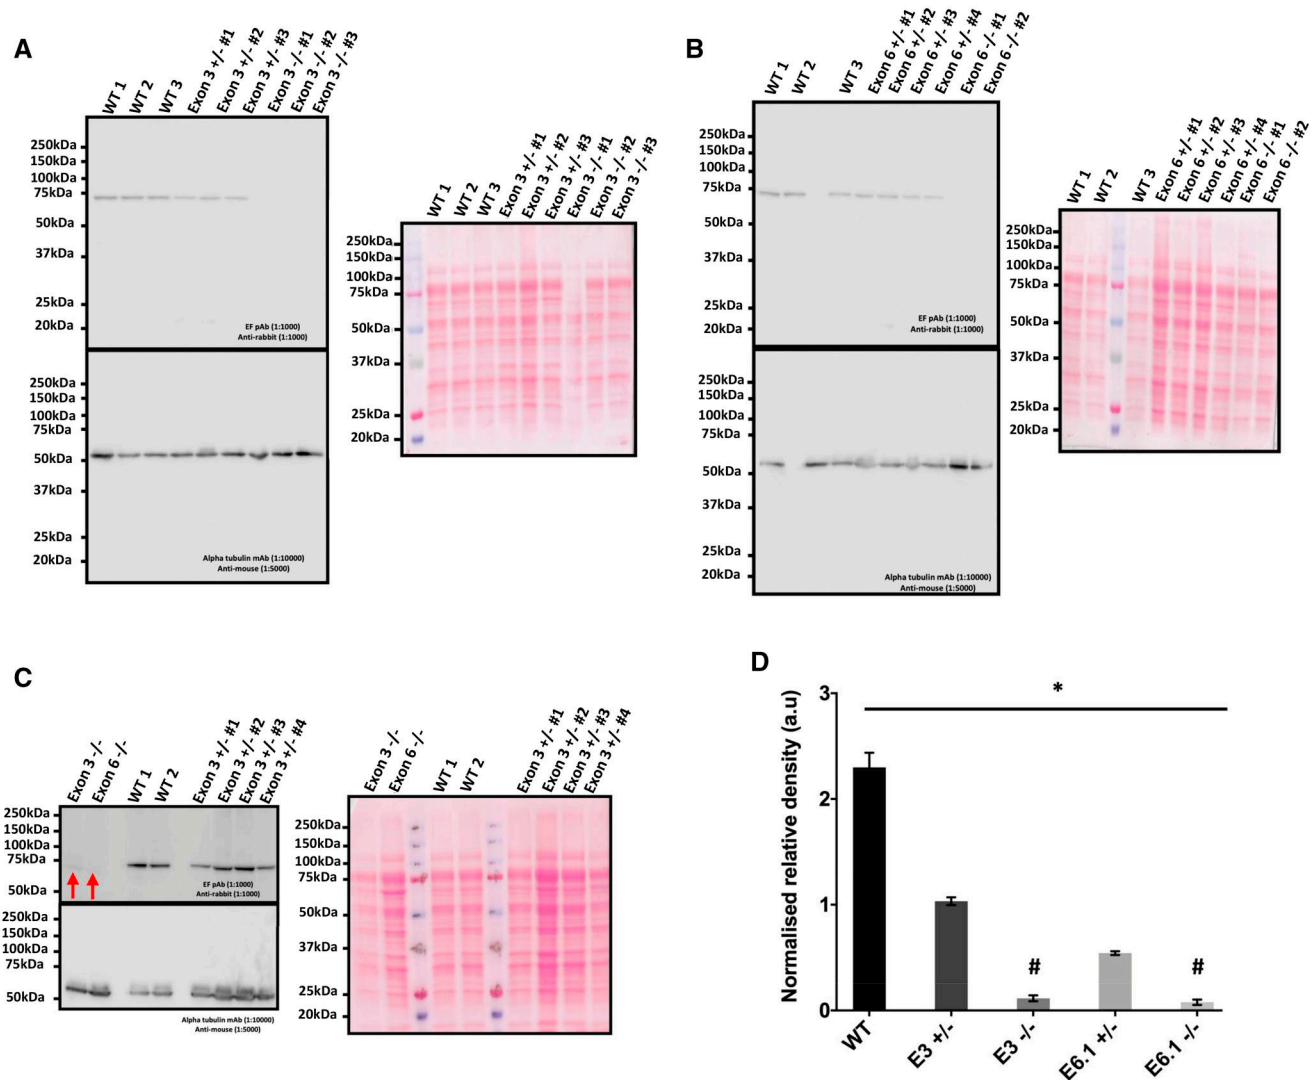 A
WT 1
WT 2
WT 3
Exon 3 +/- #1
Exon 3 +/- #2
Exon 3 +/- #3
Exon 3 -/- #1
Exon 3 -/- #2
Exon 3 -/- #3
250kDa
150kDa
100kDa
75kDa
50kDa
37kDa
25kDa
20kDa
EF pAb (1:1000)
Anti-rabbit (1:1000)
250kDa
150kDa
100kDa
75kDa
50kDa
37kDa
25kDa
20kDa
Alpha tubulin mAb (1:10000)
Anti-mouse (1:5000)
WT 1
WT 2
WT 3
Exon 3 +/- #1
Exon 3 +/- #2
Exon 3 +/- #3
Exon 3 -/- #1
Exon 3 -/- #2
Exon 3 -/- #3
250kDa
150kDa
100kDa
75kDa
50kDa
37kDa
25kDa
20kDa
B
WT 1
WT 2
WT 3
Exon 6 +/- #1
Exon 6 +/- #2
Exon 6 +/- #3
Exon 6 +/- #4
Exon 6 -/- #1
Exon 6 -/- #2
250kDa
150kDa
100kDa
75kDa
50kDa
37kDa
25kDa
20kDa
EF pAb (1:1000)
Anti-rabbit (1:1000)
250kDa
150kDa
100kDa
75kDa
50kDa
37kDa
25kDa
20kDa
Alpha tubulin mAb (1:10000)
Anti-mouse (1:5000)
WT 1
WT 2
WT 3
Exon 6 +/- #1
Exon 6 +/- #2
Exon 6 +/- #3
Exon 6 +/- #4
Exon 6 -/- #1
Exon 6 -/- #2
250kDa
150kDa
100kDa
75kDa
50kDa
37kDa
25kDa
20kDa
C
Exon 3 -/-
Exon 6 -/-
WT 1
WT 2
Exon 3 +/- #1
Exon 3 +/- #2
Exon 3 +/- #3
Exon 3 +/- #4
250kDa
150kDa
100kDa
75kDa
50kDa
EF pAb (1:1000)
Anti-rabbit (1:1000)
250kDa
150kDa
100kDa
75kDa
50kDa
Alpha tubulin mAb (1:10000)
Anti-mouse (1:5000)
Exon 3 -/-
Exon 6 -/-
WT 1
WT 2
Exon 3 +/- #1
Exon 3 +/- #2
Exon 3 +/- #3
Exon 3 +/- #4
250kDa
150kDa
100kDa
75kDa
50kDa
37kDa
25kDa
20kDa
D
Normalised relative density (a.u)
3
2
1
0
*
#
#
WT
E3 +/-
E3 -/-
E6.1 +/-
E6.1 -/-